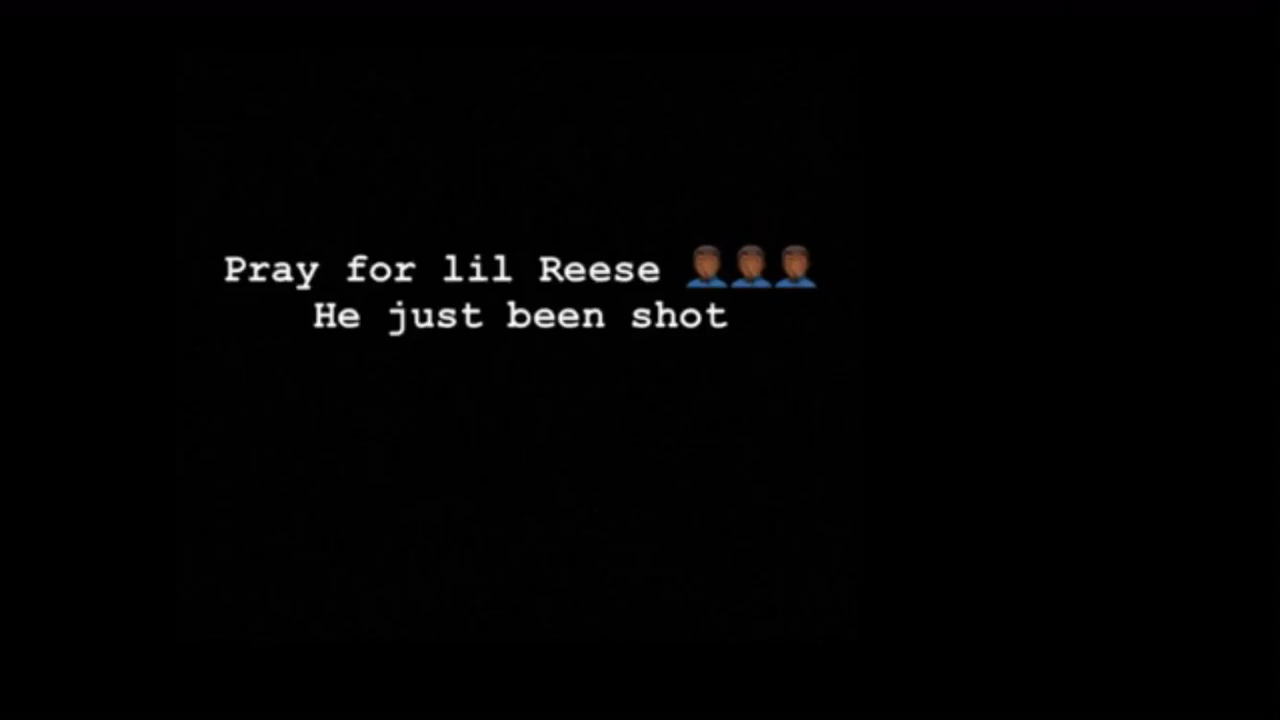 Pray for lil Reese 🤦🏾‍♂️🤦🏾‍♂️🤦🏾‍♂️
He just been shot